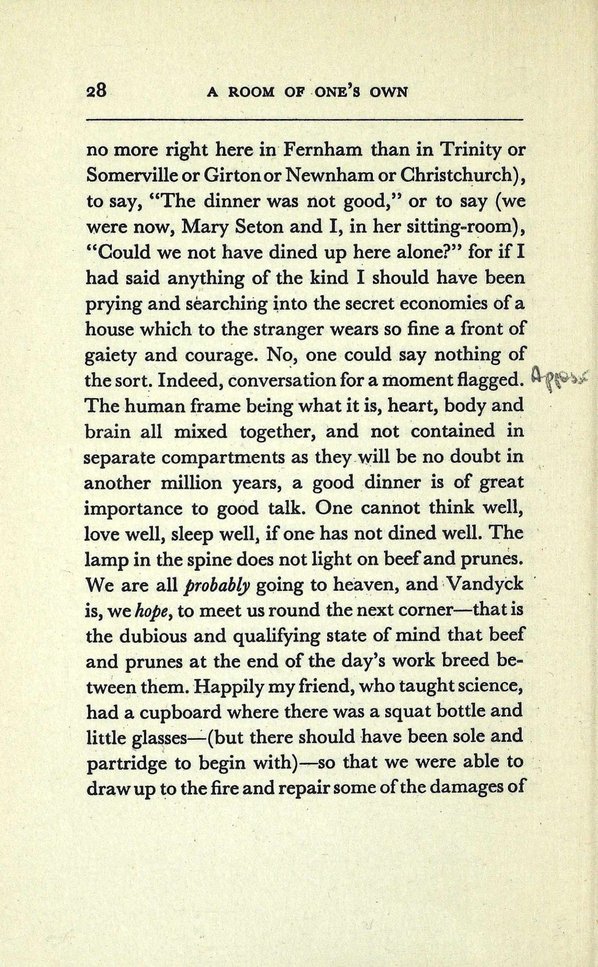 28
A ROOM OF ONE'S OWN
no more right here in Fernham than in Trinity or
Somerville or Girton or Newnham or Christchurch),
to say, "The dinner was not good," or to say (we
were now, Mary Seton and I, in her sitting-room),
"Could we not have dined up here alone?" for if I
had said anything of the kind I should have been
prying and searching into the secret economies of a
house which to the stranger wears so fine a front of
gaiety and courage. No, one could say nothing of
the sort. Indeed, conversation for a moment flagged.
The human frame being what it is, heart, body and
brain all mixed together, and not contained in
separate compartments as they will be no doubt in
another million years, a good dinner is of great
importance to good talk. One cannot think well,
love well, sleep well, if one has not dined well. The
lamp in the spine does not light on beef and prunes.
We are all probably going to heaven, and Vandyck
is, we hope, to meet us round the next corner—that is
the dubious and qualifying state of mind that beef
and prunes at the end of the day's work breed be-
tween them. Happily my friend, who taught science,
had a cupboard where there was a squat bottle and
little glasses—(but there should have been sole and
partridge to begin with)—so that we were able to
draw up to the fire and repair some of the damages of